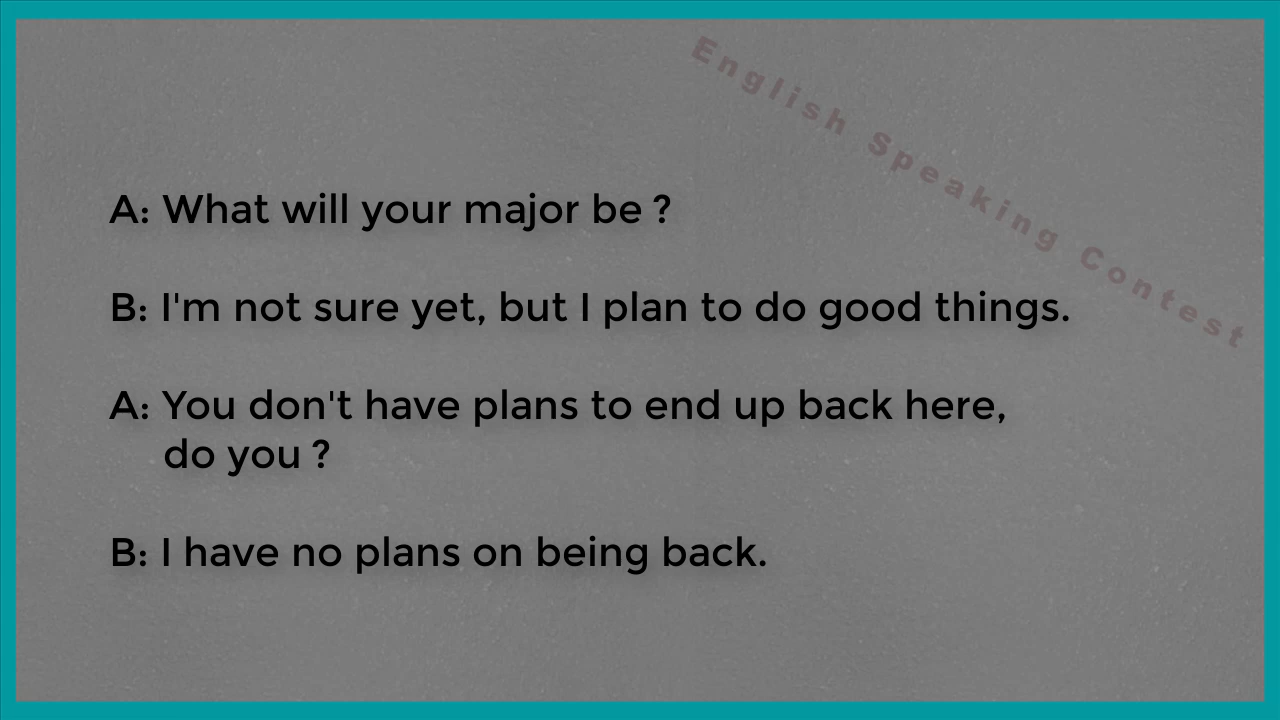 English Speaking Contest
A: What will your major be ?
B: I'm not sure yet, but I plan to do good things.
A: You don't have plans to end up back here,
do you ?
B: I have no plans on being back.